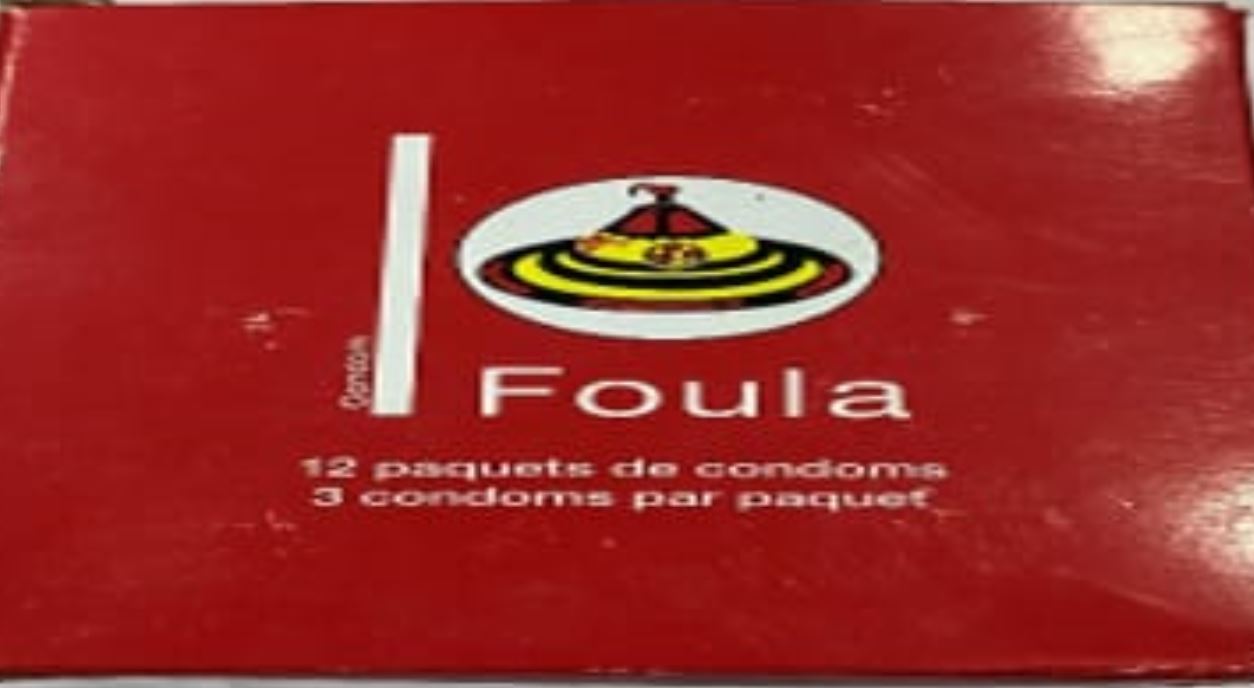 Condom
Foula
12 paquets de condoms
3 condoms par paquet